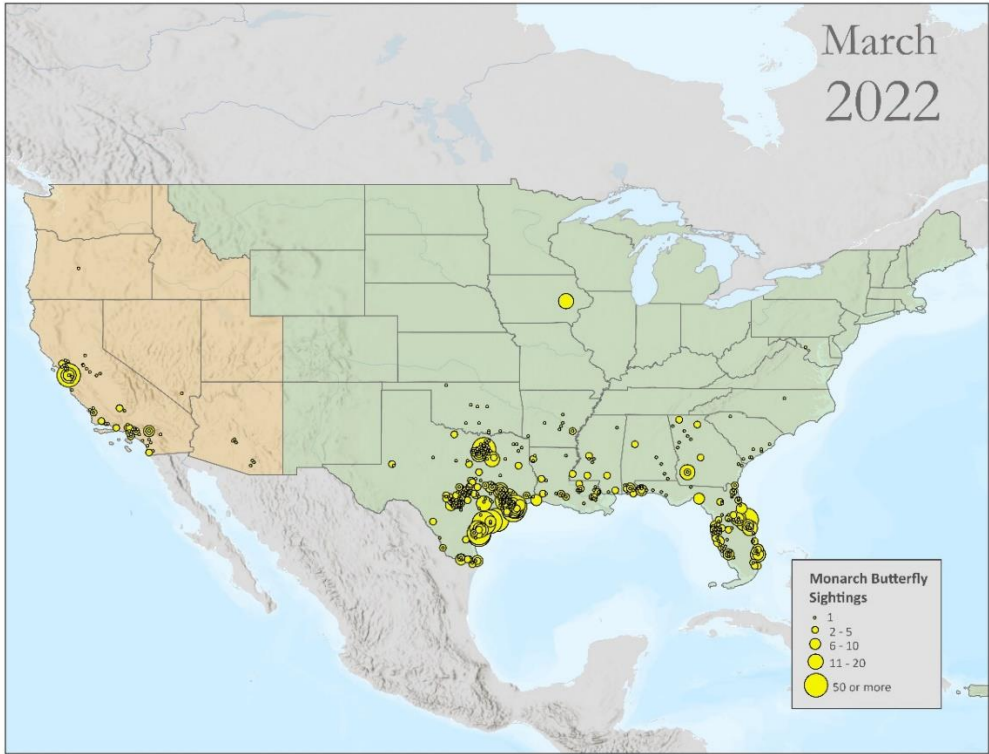 March
2022
Monarch Butterfly
Sightings
1
2 - 5
6 - 10
11 - 20
50 or more